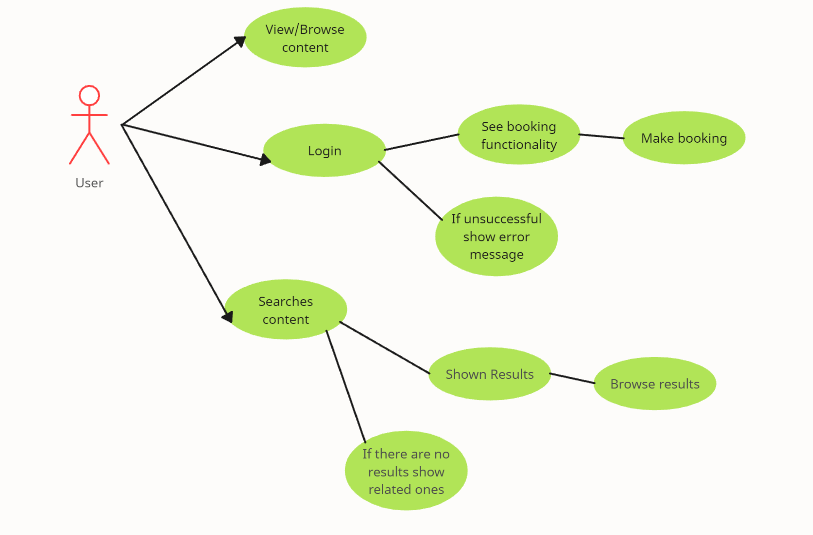 View/Browse
content
User
Login
See booking
functionality
Make booking
If unsuccessful
show error
message
Searches
content
Shown Results
Browse results
If there are no
results show
related ones